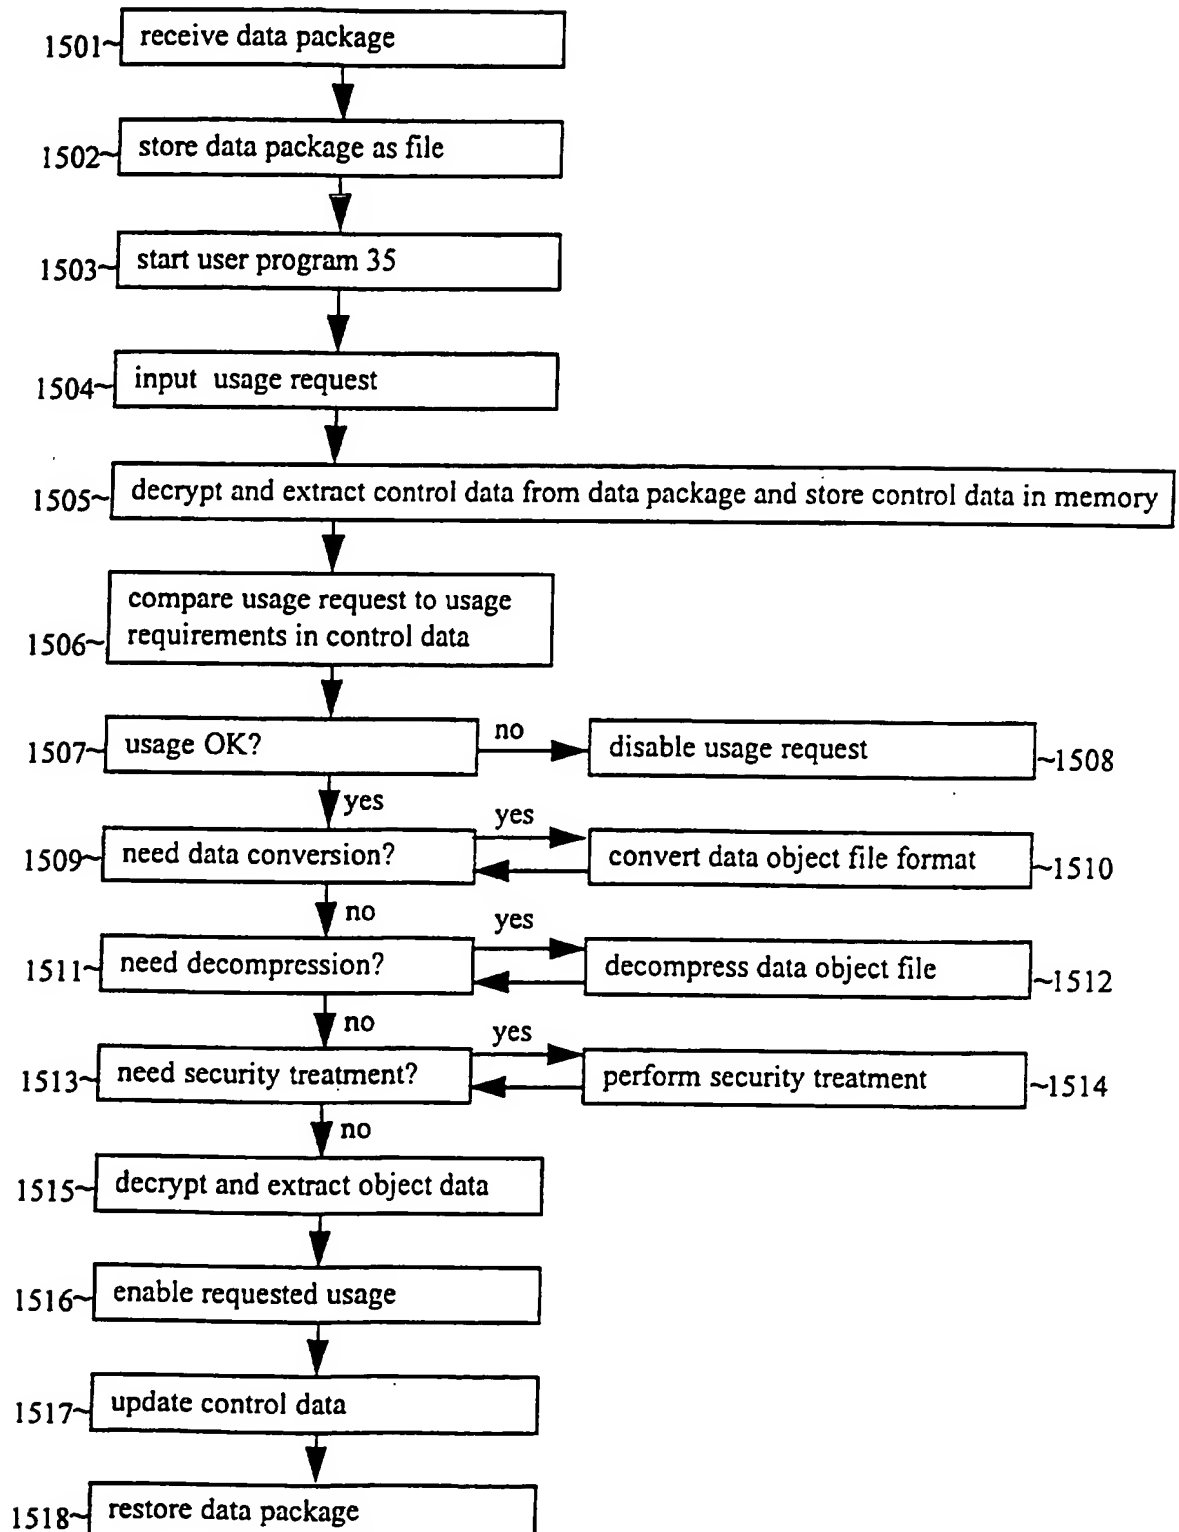 1501~ receive data package
1502~ store data package as file
1503~ start user program 35
1504~ input usage request
1505~ decrypt and extract control data from data package and store control data in memory
compare usage request to usage
1506~ requirements in control data
1507~ usage OK? no disable usage request ~1508
yes
yes
1509~ need data conversion? convert data object file format ~1510
no
yes
1511~ need decompression? decompress data object file ~1512
no
yes
1513~ need security treatment? perform security treatment ~1514
no
1515~ decrypt and extract object data
1516~ enable requested usage
1517~ update control data
1518~ restore data package